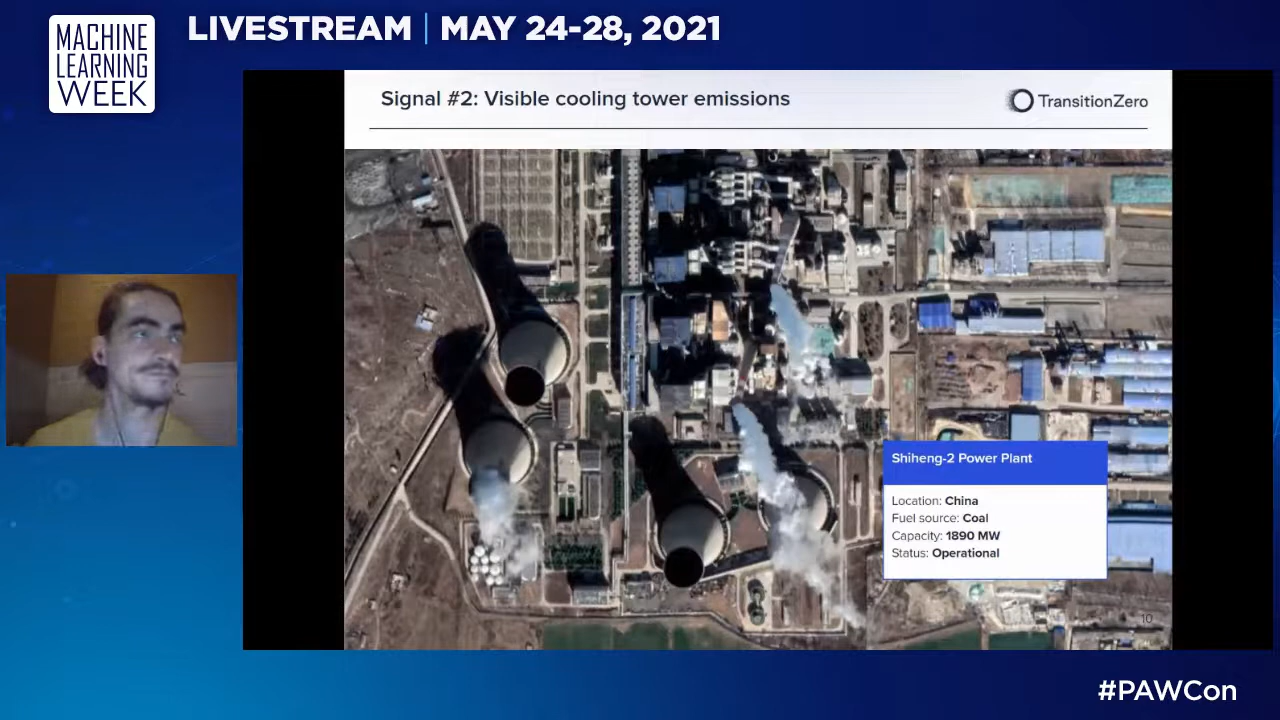 MACHINE
LEARNING
WEEK
LIVESTREAM | MAY 24-28, 2021
Signal #2: Visible cooling tower emissions
TransitionZero
Shiheng-2 Power Plant
Location: China
Fuel source: Coal
Capacity: 1890 MW
Status: Operational
10
#PAWCon